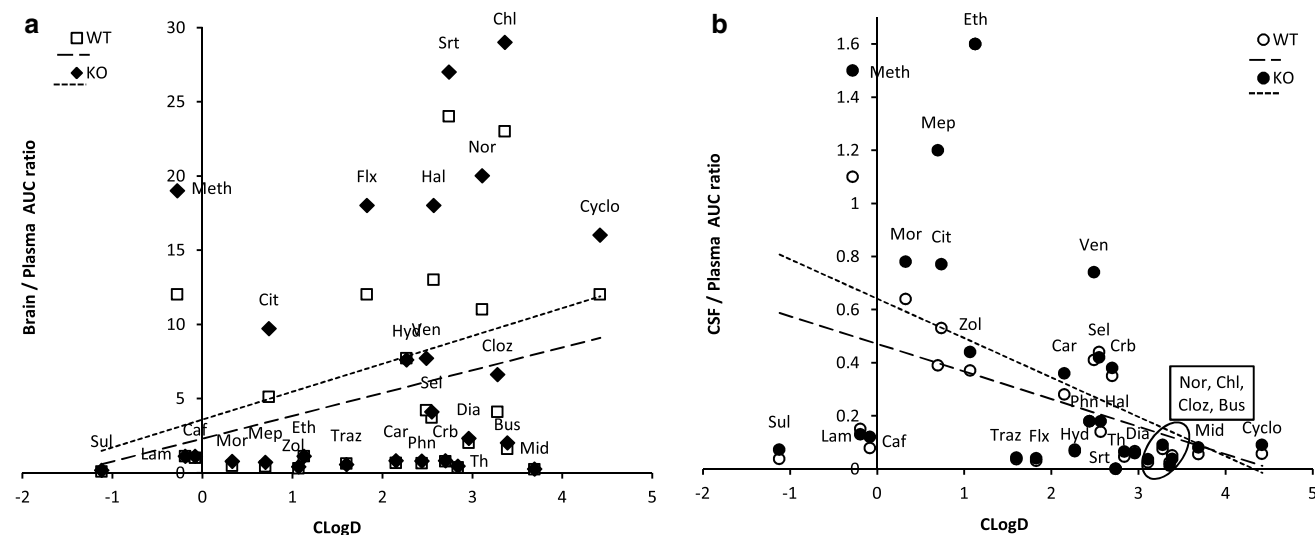 a
WT
KO
Brain / Plasma AUC ratio
30
25
20
15
10
5
0
-2
-1
0
1
2
3
4
5
CLogD
Chl
Srt
Nor
Meth
Flx
Hal
Cyclo
Cit
Hyd
Ven
Cloz
Sel
Dia
Sul
Caf
Lam
Mor
Mep
Eth
Zol
Traz
Car
Phn
Crb
Bus
Th
Mid
b
WT
KO
CSF / Plasma AUC ratio
1.6
1.4
1.2
1
0.8
0.6
0.4
0.2
0
-2
-1
0
1
2
3
4
5
CLogD
Eth
Meth
Mep
Mor
Cit
Ven
Zol
Sel
Car
Crb
Phn
Hal
Nor, Chl,
Cloz, Bus
Sul
Lam
Caf
Traz
Flx
Hyd
Srt
Th
Dia
Mid
Cyclo